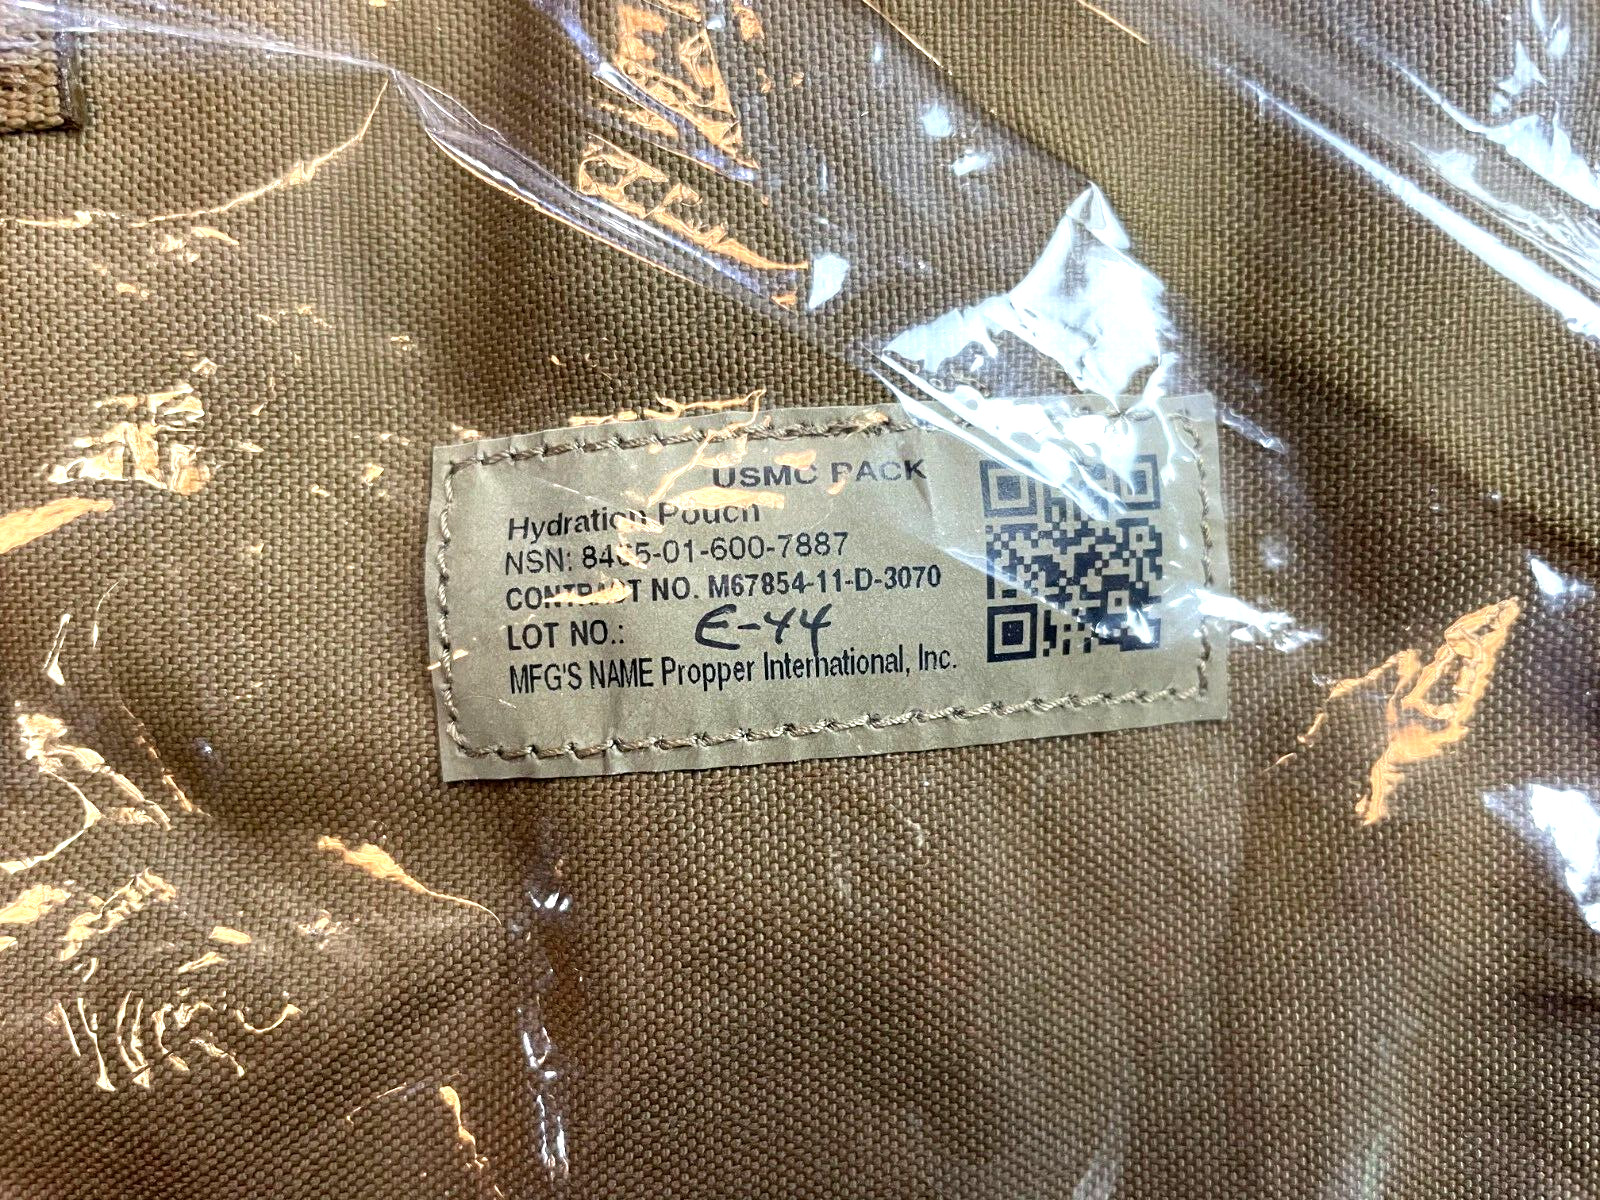 USMC PACK
Hydration Pouch
NSN: 8465-01-600-7887
CONTRACT NO. M67854-11-D-3070
LOT NO.: E-44
MFG'S NAME Propper International, Inc.